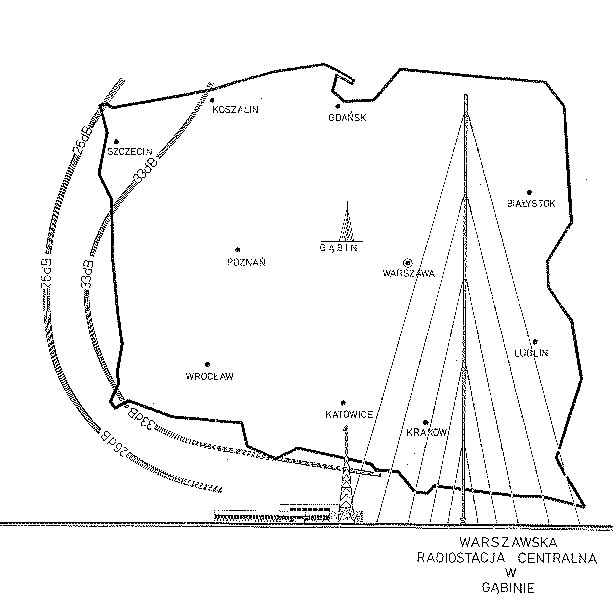 KOSZALIN
GDAŃSK
26dB
SZCZECIN
33dB
BIAŁYSTOK
GĄBIN
POZNAŃ
WARSZAWA
26dB
33dB
LUBLIN
WROCŁAW
KATOWICE
KRAKÓW
33dB
26dB
WARSZAWSKA
RADIOSTACJA CENTRALNA
W
GĄBINIE